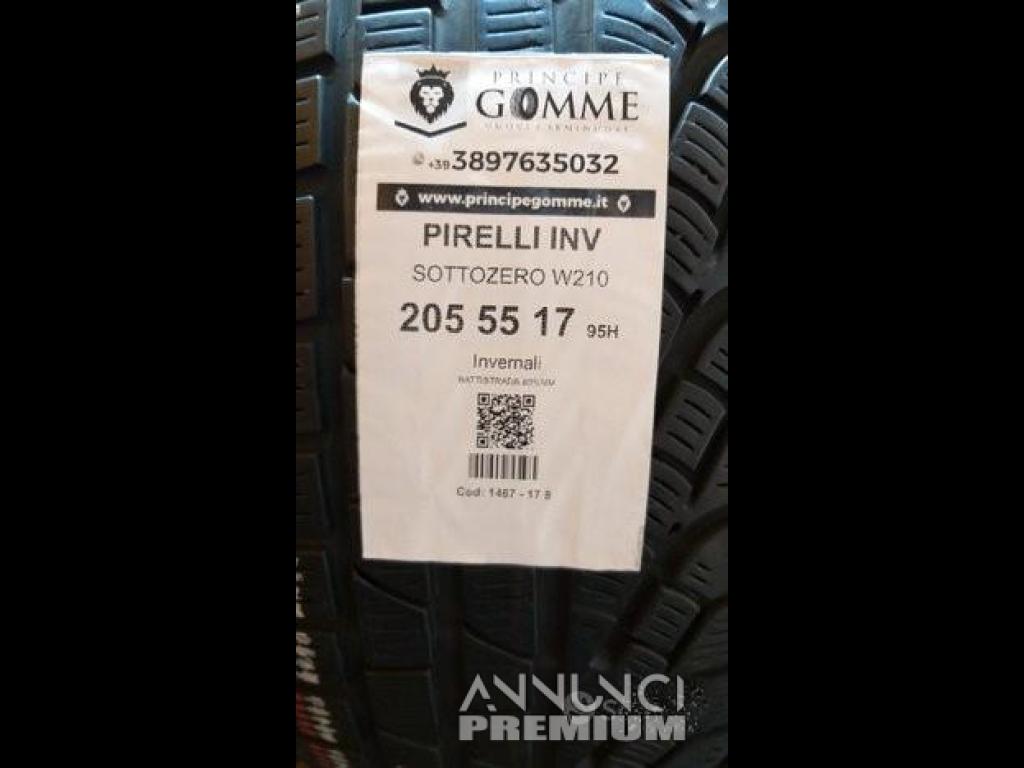 PRINCIPE
GOMME
+39 3897635032
www.principegomme.it
PIRELLI INV
SOTTOZERO W210
205 55 17 95H
Invernali
BATTISTRADA
Cod: 1467 - 17 B
ANNUNCI
PREMIUM